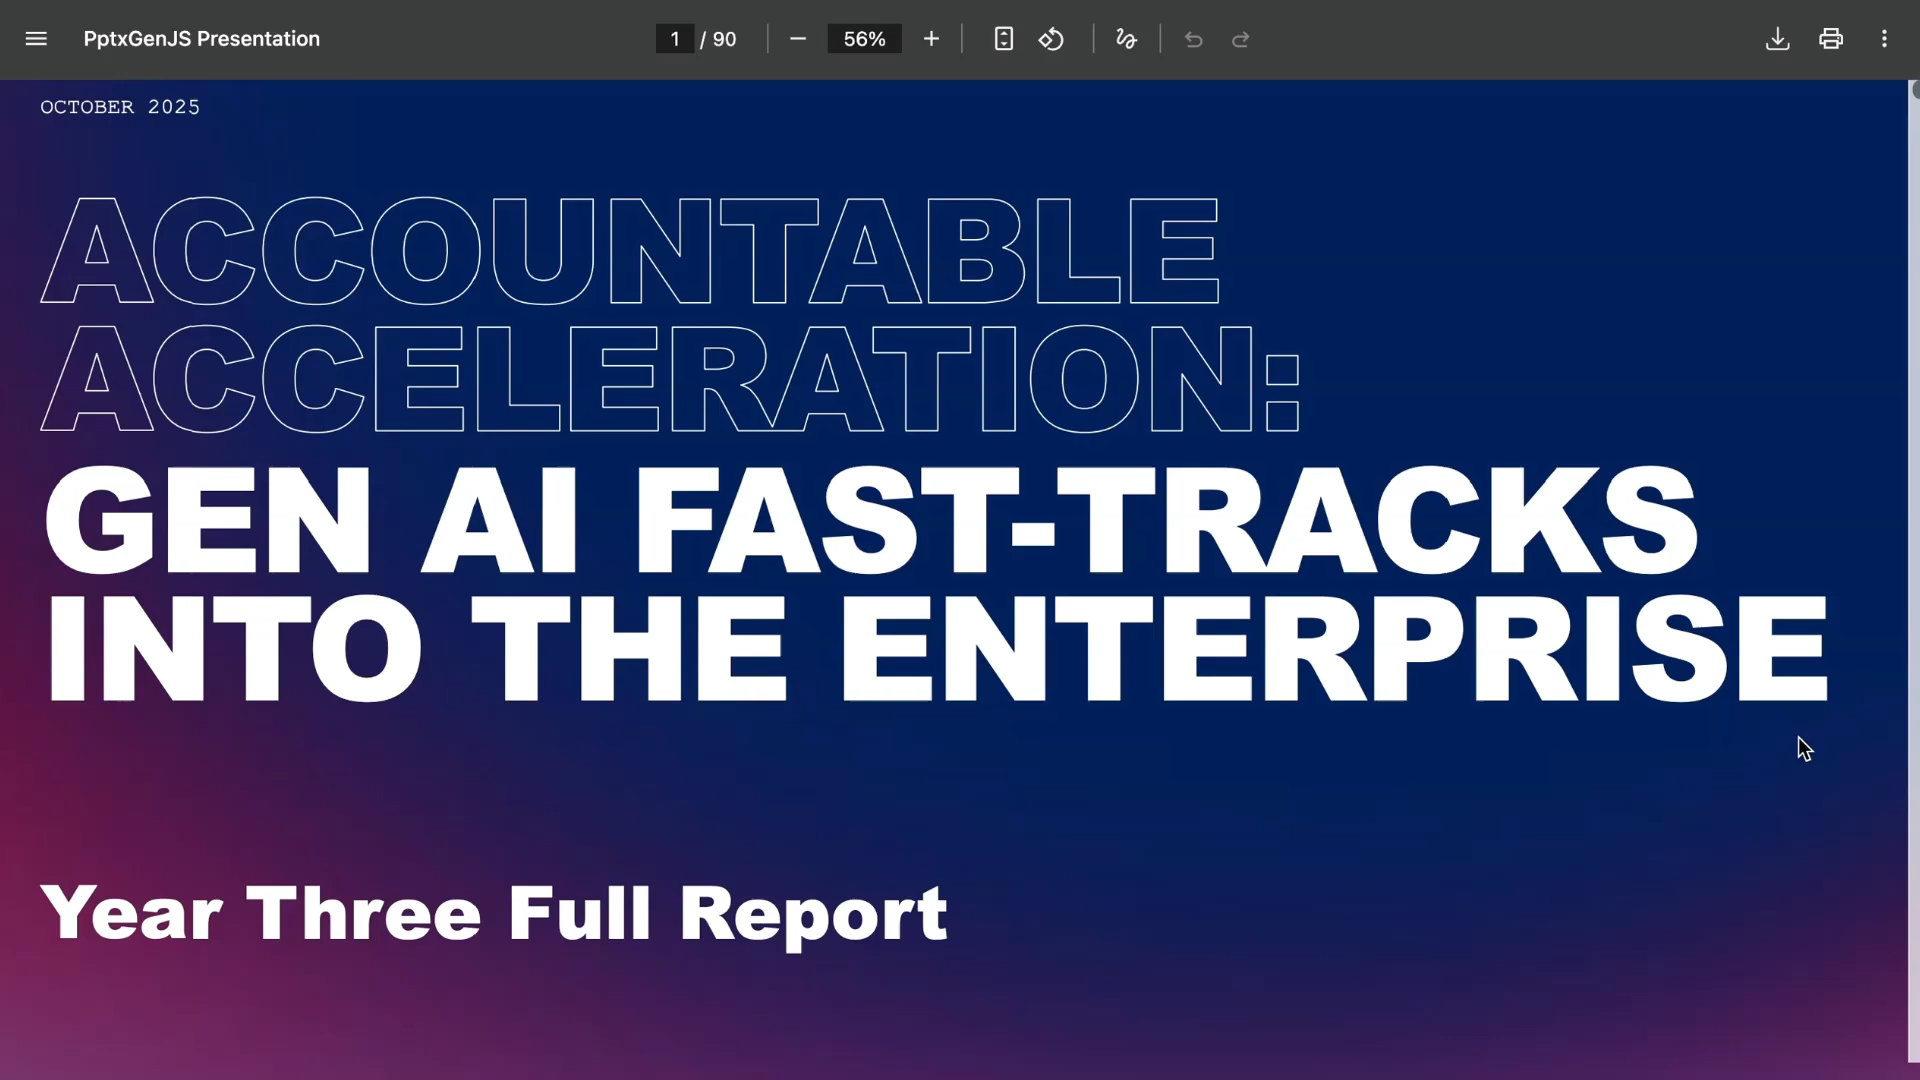 PptxGenJS Presentation
1 / 90
56%
OCTOBER 2025
ACCOUNTABLE
ACCELERATION:
GEN AI FAST-TRACKS
INTO THE ENTERPRISE
Year Three Full Report